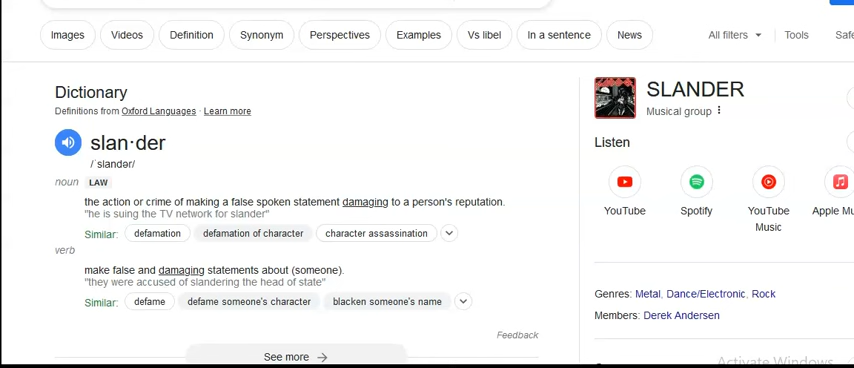 Images Videos Definition Synonym Perspectives Examples Vs libel In a sentence News All filters Tools Safe
Dictionary
Definitions from Oxford Languages · Learn more
slan·der
/ˈslandər/
noun LAW
the action or crime of making a false spoken statement damaging to a person's reputation.
"he is suing the TV network for slander"
Similar: defamation defamation of character character assassination
verb
make false and damaging statements about (someone).
"they were accused of slandering the head of state"
Similar: defame defame someone's character blacken someone's name
Feedback
See more →
SLANDER
Musical group
Listen
YouTube Spotify YouTube Music Apple Mu
Genres: Metal, Dance/Electronic, Rock
Members: Derek Andersen
Activate Windows